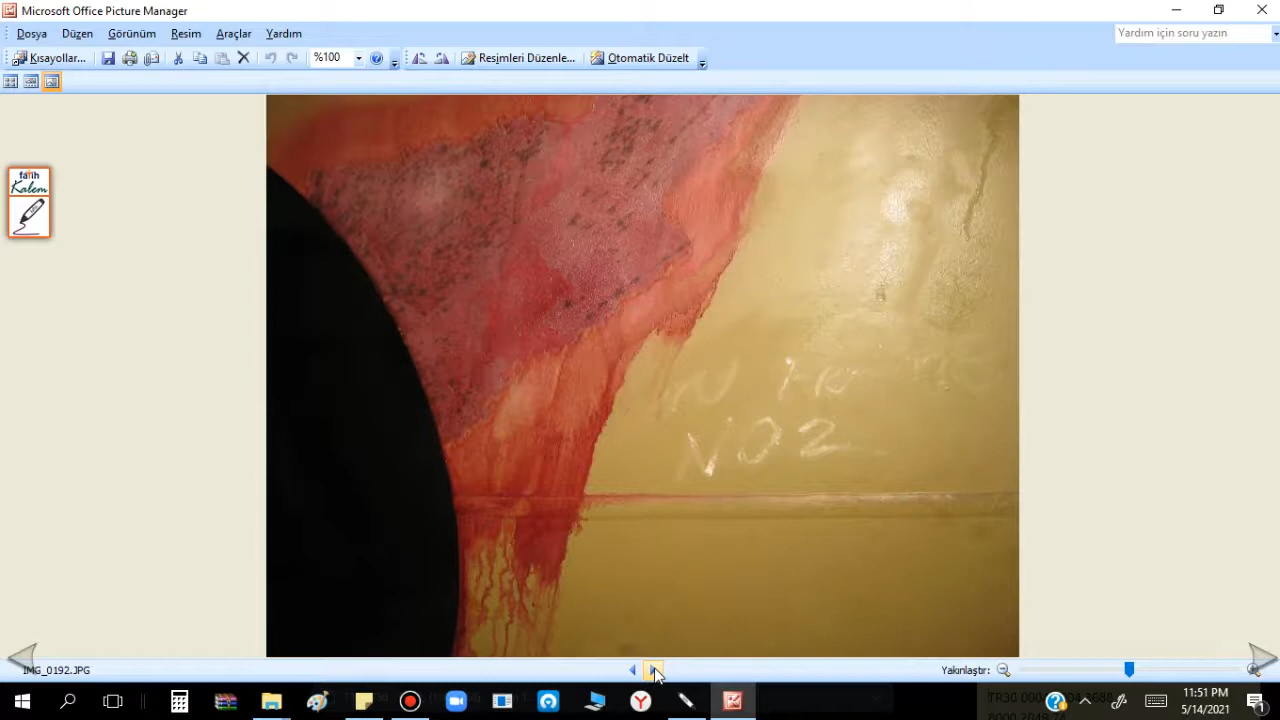 Microsoft Office Picture Manager
Dosya Düzen Görünüm Resim Araçlar Yardım
Yardım için soru yazın
Kısayollar...
%100
Resimleri Düzenle...
Otomatik Düzelt
fatih
Kalem
NO2
IMG_0192.JPG
Yakınlaştır:
11:51 PM
5/14/2021